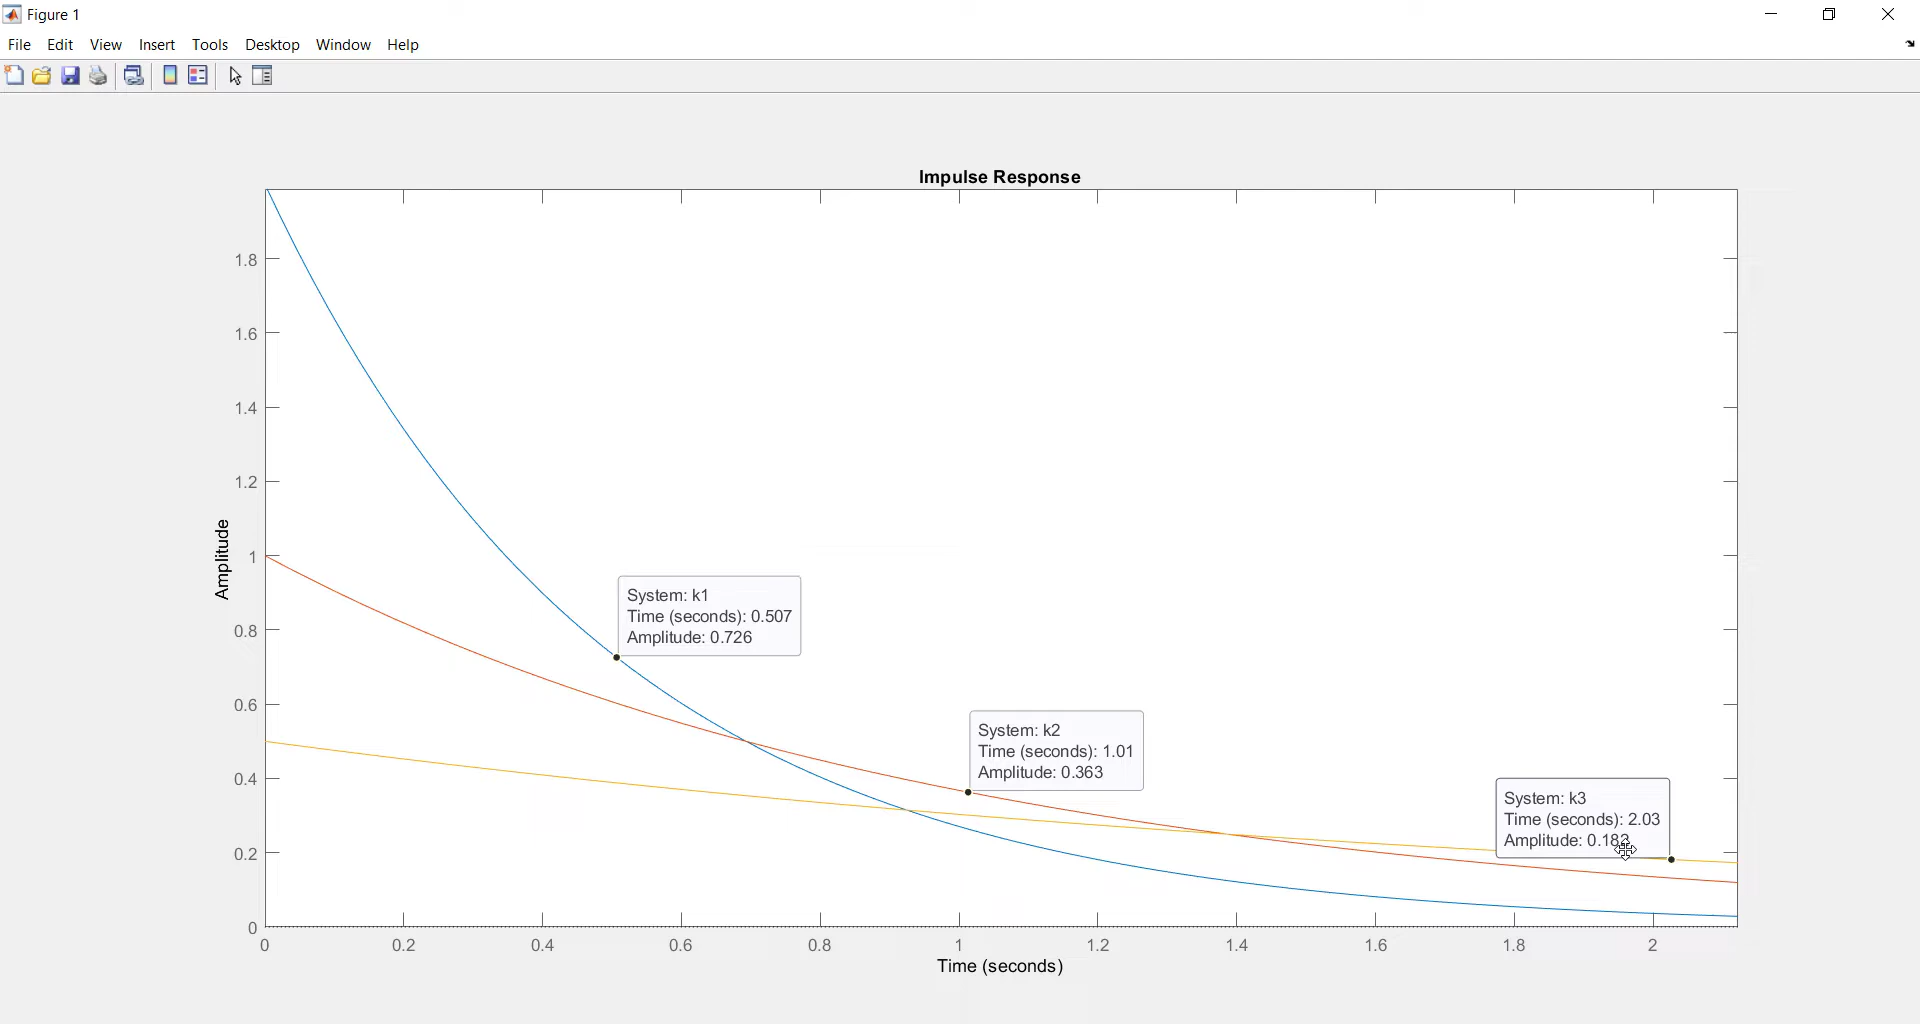 Figure 1
File Edit View Insert Tools Desktop Window Help
Impulse Response
1.8
1.6
1.4
1.2
1
0.8
0.6
0.4
0.2
0
Amplitude
System: k1
Time (seconds): 0.507
Amplitude: 0.726
System: k2
Time (seconds): 1.01
Amplitude: 0.363
System: k3
Time (seconds): 2.03
Amplitude: 0.183
0 0.2 0.4 0.6 0.8 1 1.2 1.4 1.6 1.8 2
Time (seconds)